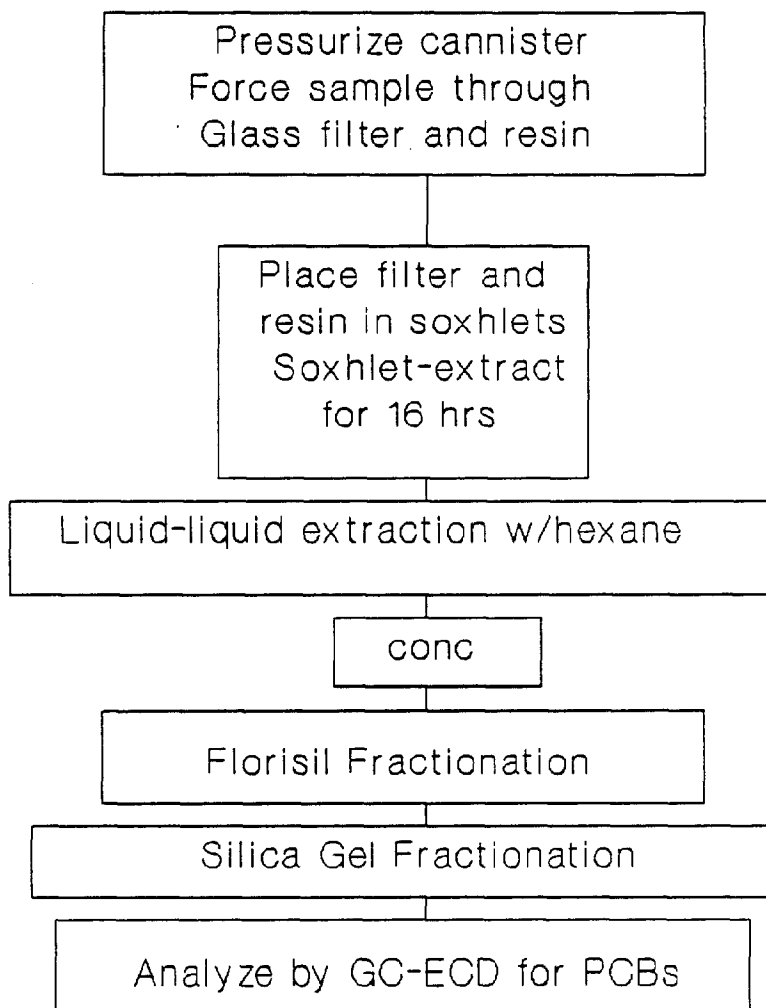 Pressurize cannister
Force sample through
Glass filter and resin
Place filter and
resin in soxhlets
Soxhlet-extract
for 16 hrs
Liquid-liquid extraction w/hexane
conc
Florisil Fractionation
Silica Gel Fractionation
Analyze by GC-ECD for PCBs